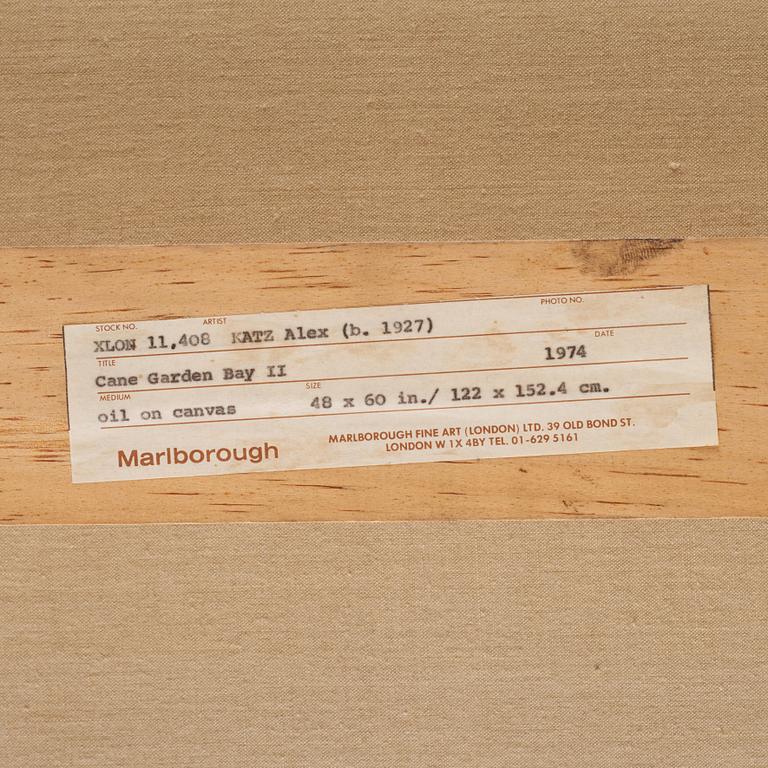 STOCK NO. ARTIST PHOTO NO.
XLON 11,408 KATZ Alex (b. 1927)
TITLE DATE
Cane Garden Bay II 1974
MEDIUM SIZE
oil on canvas 48 x 60 in./ 122 x 152.4 cm.
Marlborough
MARLBOROUGH FINE ART (LONDON) LTD. 39 OLD BOND ST.
LONDON W 1X 4BY TEL. 01-629 5161